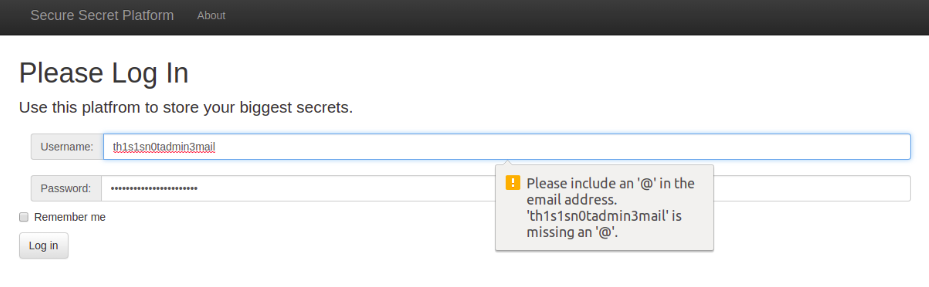 Secure Secret Platform About
Please Log In
Use this platfrom to store your biggest secrets.
Username: th1s1sn0tadmin3mail
Please include an '@' in the
email address.
'th1s1sn0tadmin3mail' is
missing an '@'.
Password: •••••••••••••••••••••••
Remember me
Log in